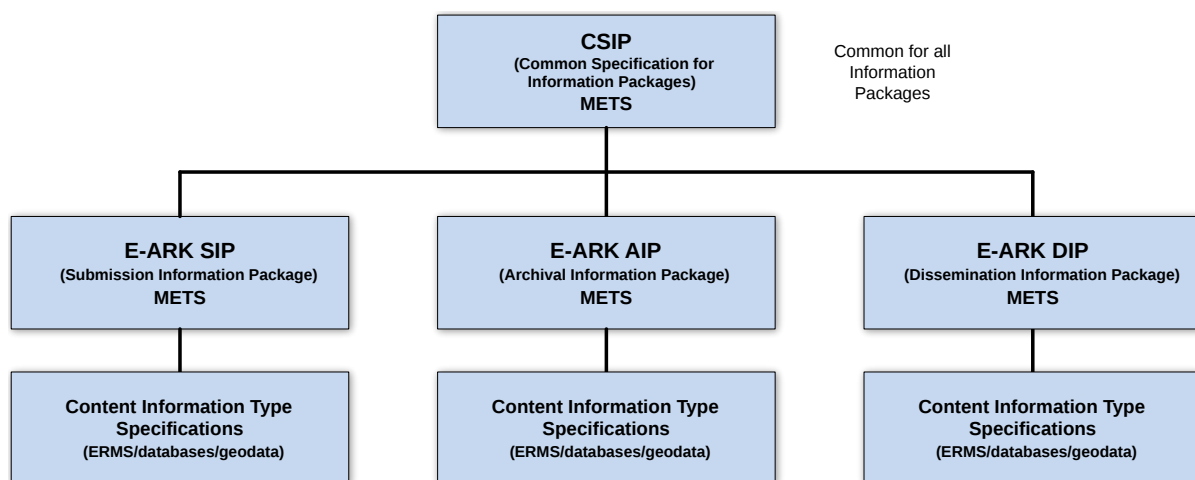 CSIP
(Common Specification for
Information Packages)
METS
Common for all
Information
Packages
E-ARK SIP
(Submission Information Package)
METS
E-ARK AIP
(Archival Information Package)
METS
E-ARK DIP
(Dissemination Information Package)
METS
Content Information Type
Specifications
(ERMS/databases/geodata)
Content Information Type
Specifications
(ERMS/databases/geodata)
Content Information Type
Specifications
(ERMS/databases/geodata)